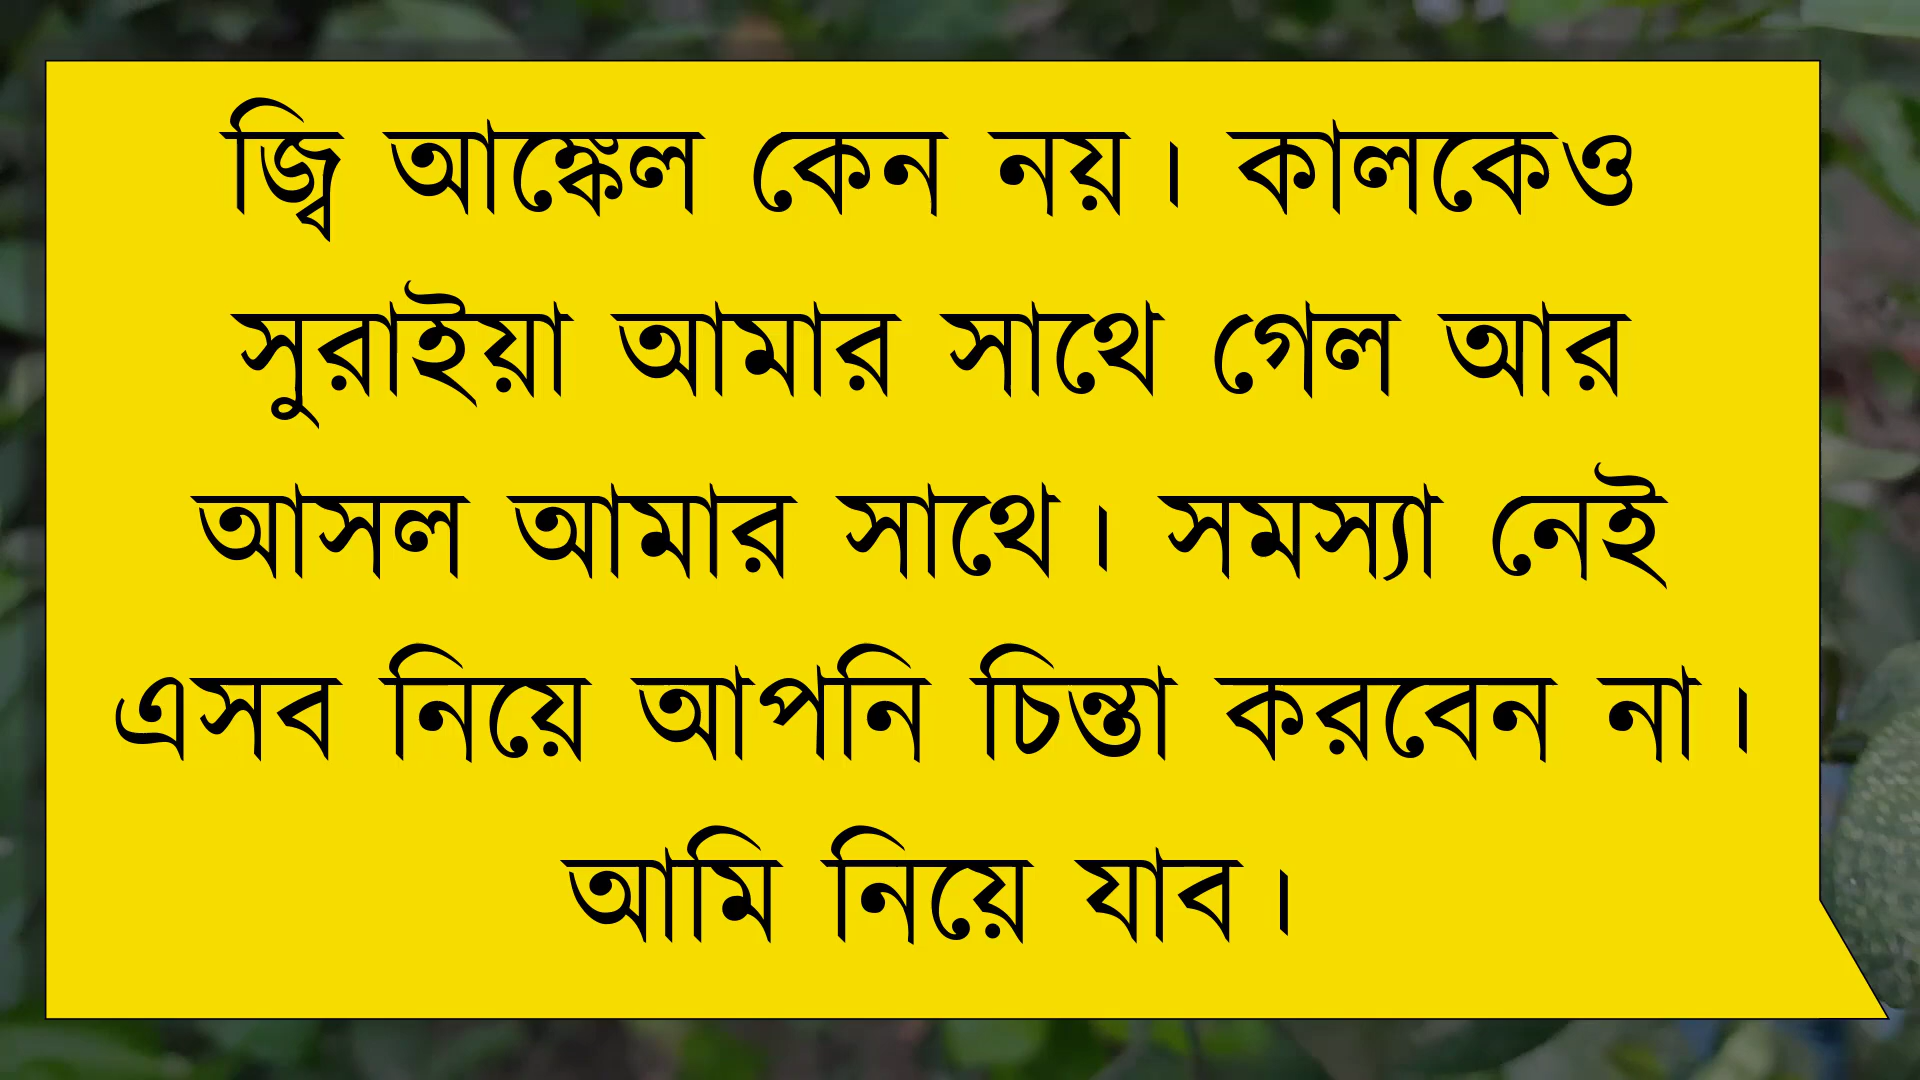 জ্বি আঙ্কেল কেন নয়। কালকেও
সুরাইয়া আমার সাথে গেল আর
আসল আমার সাথে। সমস্যা নেই
এসব নিয়ে আপনি চিন্তা করবেন না।
আমি নিয়ে যাব।